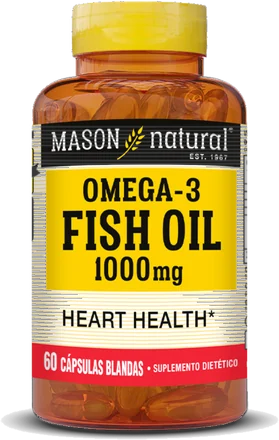 MASON natural®
EST. 1967
OMEGA-3
FISH OIL
1000mg
HEART HEALTH*
60 CÁPSULAS BLANDAS • SUPLEMENTO DIETÉTICO